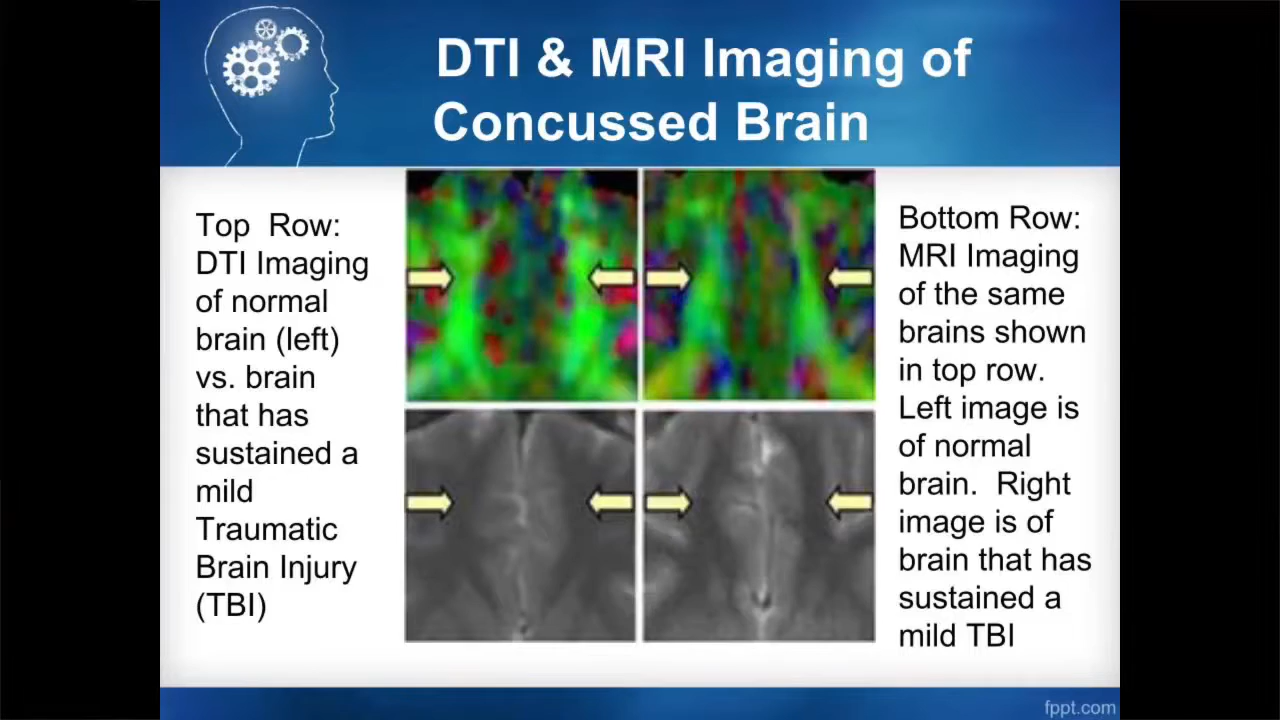 DTI & MRI Imaging of
Concussed Brain
Top Row:
DTI Imaging
of normal
brain (left)
vs. brain
that has
sustained a
mild
Traumatic
Brain Injury
(TBI)
Bottom Row:
MRI Imaging
of the same
brains shown
in top row.
Left image is
of normal
brain. Right
image is of
brain that has
sustained a
mild TBI
fppt.com